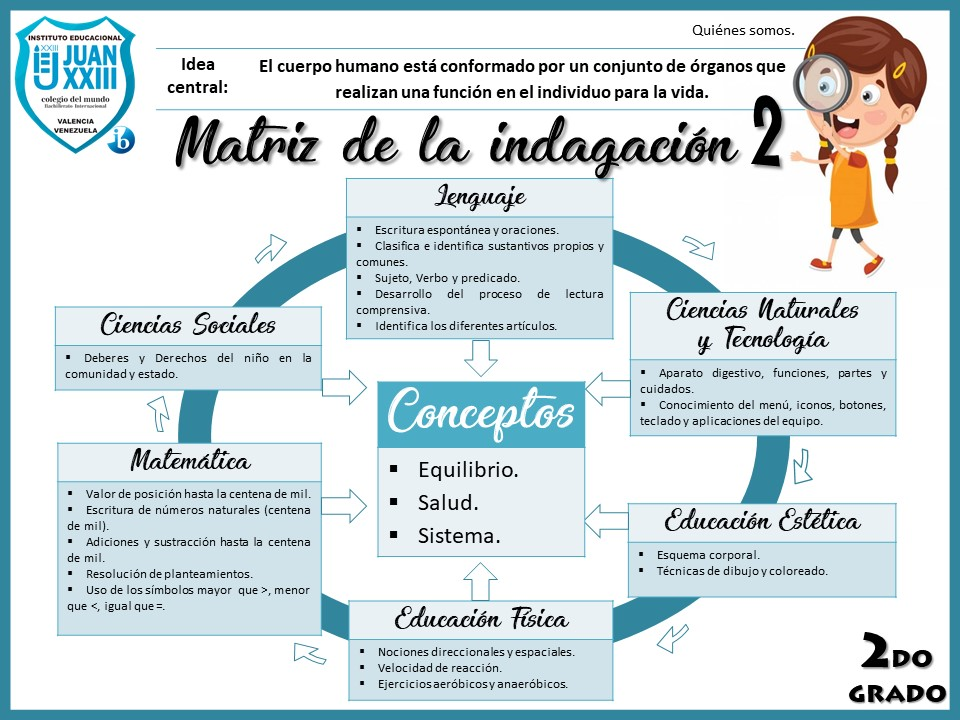 INSTITUTO EDUCACIONAL
XXIII
JUAN
XXIII
colegio del mundo
Bachillerato Internacional
VALENCIA
VENEZUELA
Quiénes somos.
Idea
central:
El cuerpo humano está conformado por un conjunto de órganos que
realizan una función en el individuo para la vida.
Matriz de la indagación 2
Lenguaje
▪ Escritura espontánea y oraciones.
▪ Clasifica e identifica sustantivos propios y
comunes.
▪ Sujeto, Verbo y predicado.
▪ Desarrollo del proceso de lectura
comprensiva.
▪ Identifica los diferentes artículos.
Ciencias Naturales
y Tecnología
▪ Aparato digestivo, funciones, partes y
cuidados.
▪ Conocimiento del menú, iconos, botones,
teclado y aplicaciones del equipo.
Educación Estética
▪ Esquema corporal.
▪ Técnicas de dibujo y coloreado.
Educación Física
▪ Nociones direccionales y espaciales.
▪ Velocidad de reacción.
▪ Ejercicios aeróbicos y anaeróbicos.
Matemática
▪ Valor de posición hasta la centena de mil.
▪ Escritura de números naturales (centena
de mil).
▪ Adiciones y sustracción hasta la centena
de mil.
▪ Resolución de planteamientos.
▪ Uso de los símbolos mayor que >, menor
que <, igual que =.
Ciencias Sociales
▪ Deberes y Derechos del niño en la
comunidad y estado.
Conceptos
▪ Equilibrio.
▪ Salud.
▪ Sistema.
2DO
GRADO